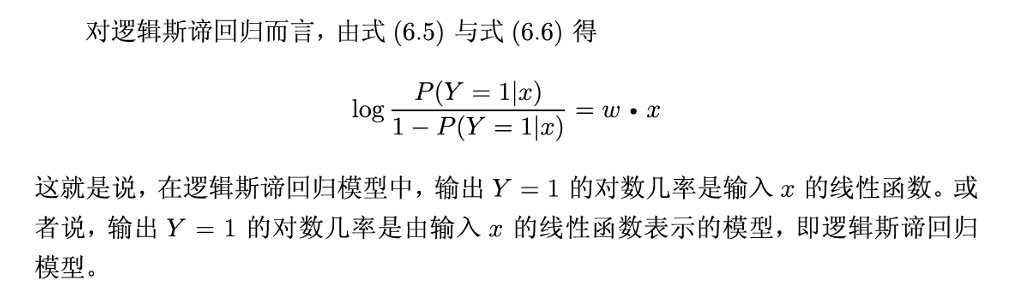 对逻辑斯谛回归而言，由式 (6.5) 与式 (6.6) 得
log P(Y = 1|x) / 1 − P(Y = 1|x) = w • x
这就是说，在逻辑斯谛回归模型中，输出 Y = 1 的对数几率是输入 x 的线性函数。或
者说，输出 Y = 1 的对数几率是由输入 x 的线性函数表示的模型，即逻辑斯谛回归
模型。